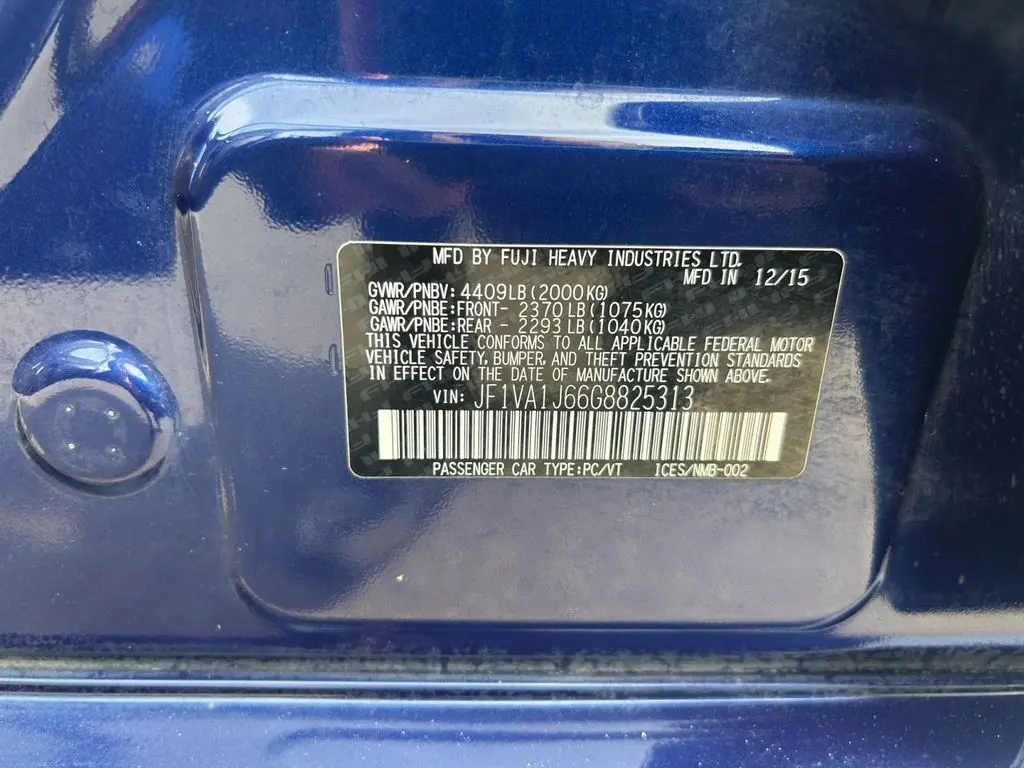 MFD BY FUJI HEAVY INDUSTRIES LTD.
MFD IN 12/15
GVWR/PNBV: 4409LB(2000KG)
GAWR/PNBE:FRONT- 2370LB(1075KG)
GAWR/PNBE:REAR - 2293LB(1040KG)
THIS VEHICLE CONFORMS TO ALL APPLICABLE FEDERAL MOTOR
VEHICLE SAFETY, BUMPER, AND THEFT PREVENTION STANDARDS
IN EFFECT ON THE DATE OF MANUFACTURE SHOWN ABOVE.
VIN: JF1VA1J66G8825313
PASSENGER CAR TYPE:PC/VT ICES/NMB-002